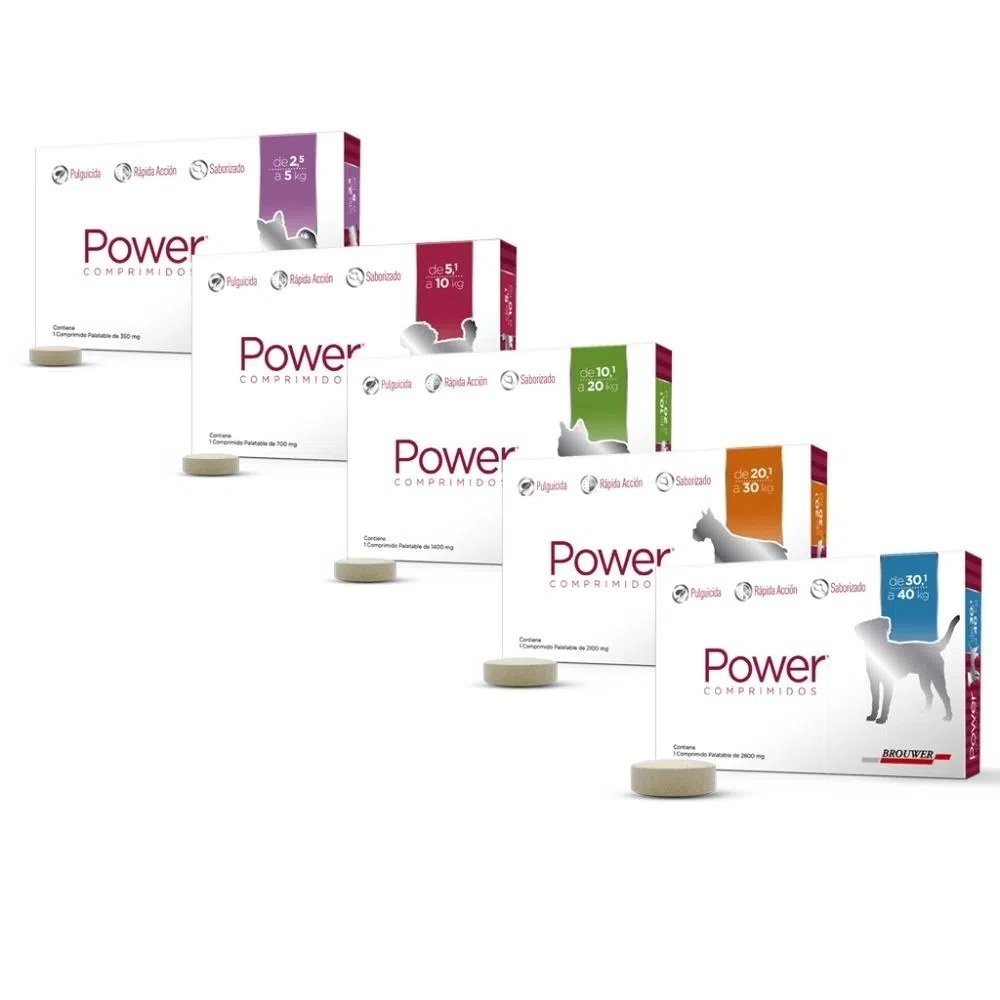 Pulguicida Rápida Acción Saborizado
de 2,5
a 5 kg
Power
COMPRIMIDOS
Contiene
1 Comprimido Palatable de 350 mg
Pulguicida Rápida Acción Saborizado
de 5,1
a 10 kg
Power
COMPRIMIDOS
Contiene
1 Comprimido Palatable de 700 mg
Pulguicida Rápida Acción Saborizado
de 10,1
a 20 kg
Power
COMPRIMIDOS
Contiene
1 Comprimido Palatable de 1400 mg
Pulguicida Rápida Acción Saborizado
de 20,1
a 30 kg
Power
COMPRIMIDOS
Contiene
1 Comprimido Palatable de 2100 mg
Pulguicida Rápida Acción Saborizado
de 30,1
a 40 kg
Power®
COMPRIMIDOS
Contiene
1 Comprimido Palatable de 2800 mg
BROUWER
Power